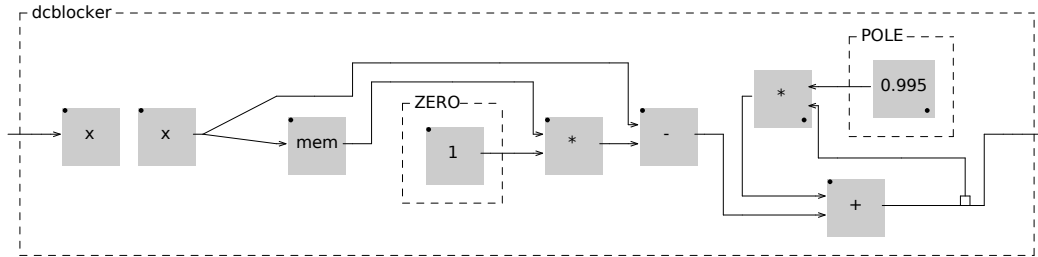 dcblocker
x
x
mem
ZERO
1
*
-
POLE
0.995
*
+